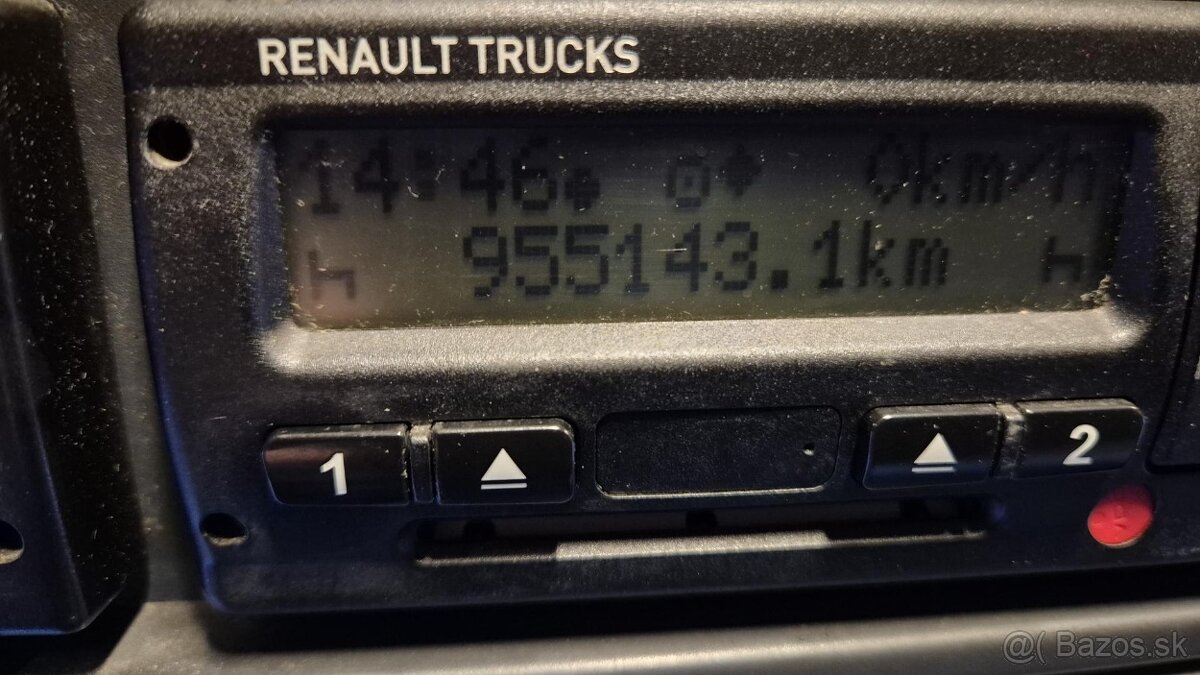 RENAULT TRUCKS
14:46 0km/h
955143.1km
1 2
@( Bazos.sk